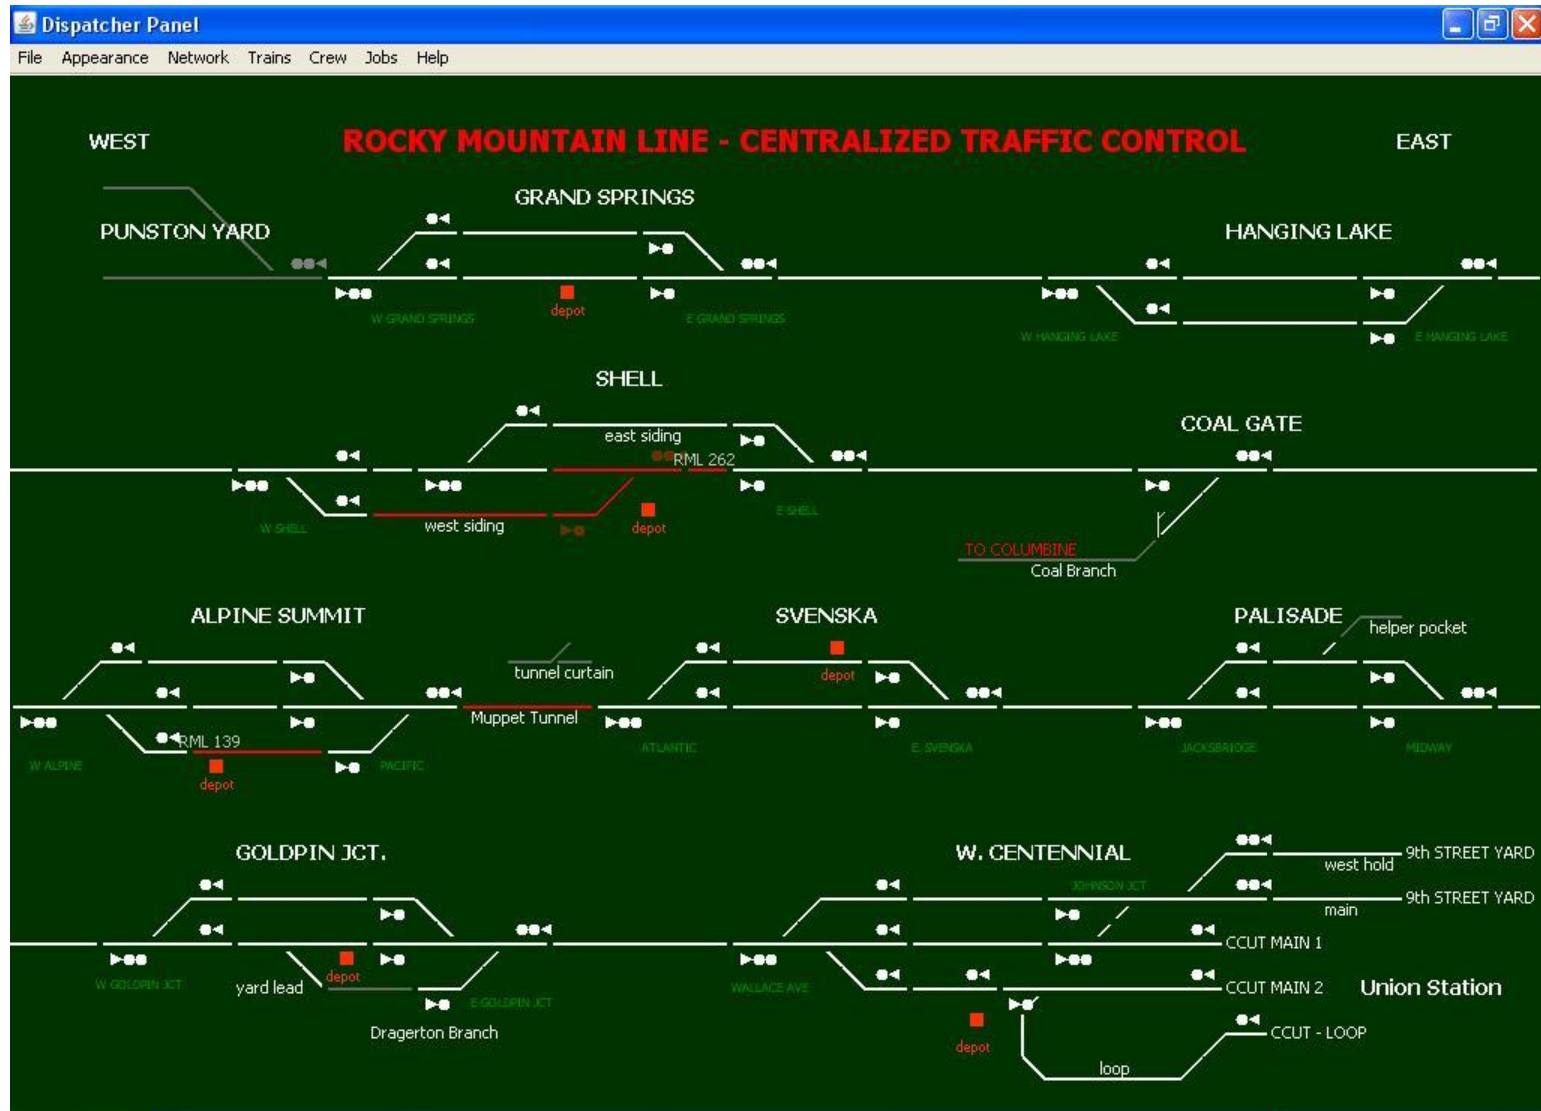 Dispatcher Panel
File Appearance Network Trains Crew Jobs Help
WEST
ROCKY MOUNTAIN LINE - CENTRALIZED TRAFFIC CONTROL
EAST
GRAND SPRINGS
PUNSTON YARD
HANGING LAKE
depot
W GRAND SPRINGS
E GRAND SPRINGS
W HANGING LAKE
E HANGING LAKE
SHELL
COAL GATE
east siding
RML 262
W SHELL
west siding
depot
E SHELL
TO COLUMBINE
Coal Branch
ALPINE SUMMIT
SVENSKA
PALISADE
helper pocket
tunnel curtain
depot
Muppet Tunnel
RML 139
W ALPINE
depot
PACIFIC
ATLANTIC
E. SVENSKA
JACKSBRIDGE
MIDWAY
GOLDPIN JCT.
W. CENTENNIAL
9th STREET YARD
west hold
JOHNSON JCT
9th STREET YARD
main
CCUT MAIN 1
W GOLDPIN JCT
yard lead
depot
E GOLDPIN JCT
WALLACE AVE
CCUT MAIN 2
Union Station
Dragerton Branch
depot
CCUT - LOOP
loop